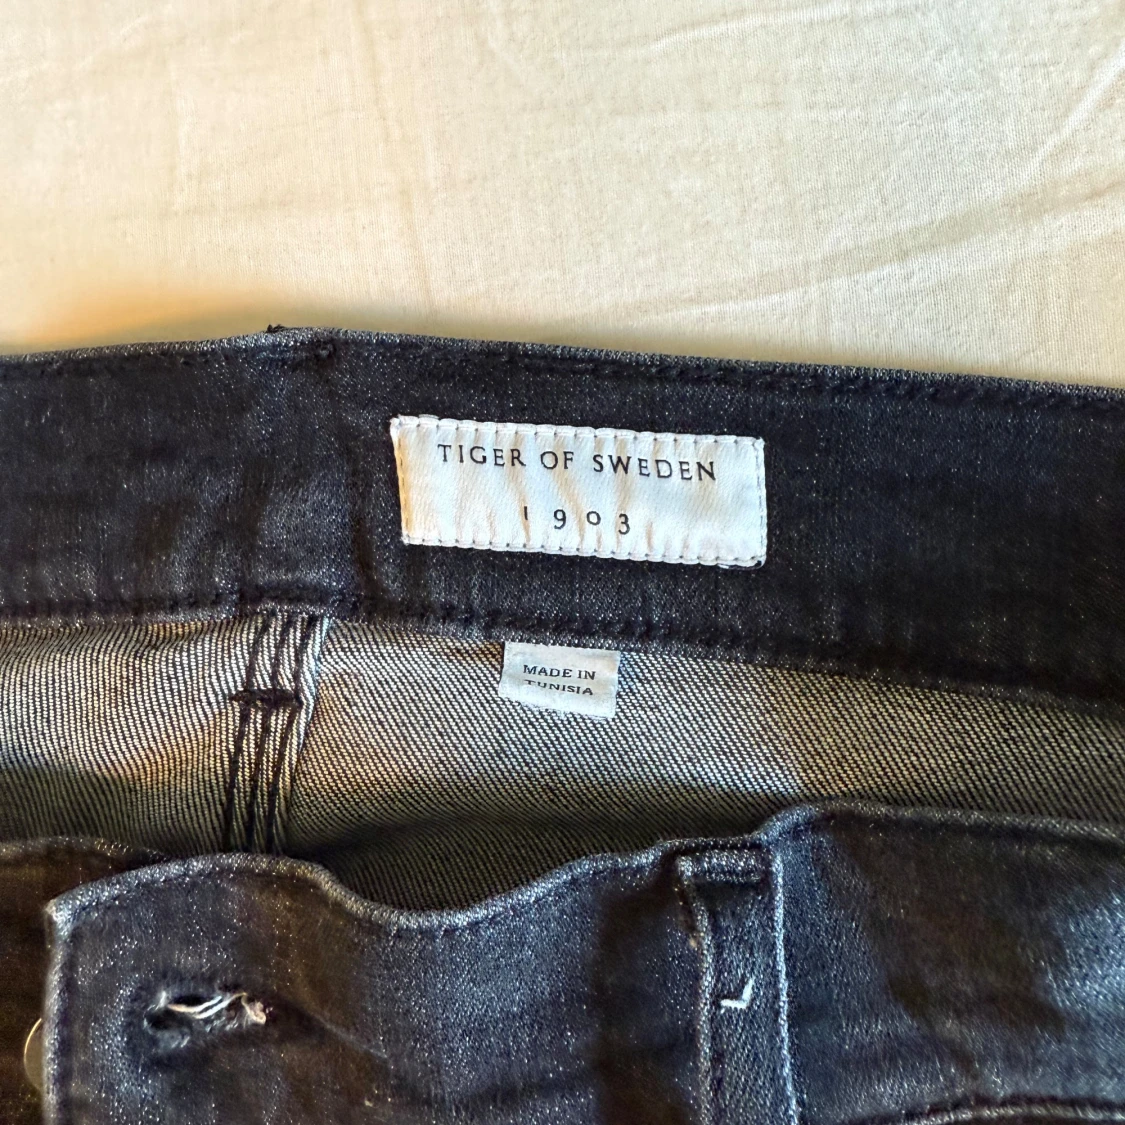 TIGER OF SWEDEN
1903
MADE IN
TUNISIA